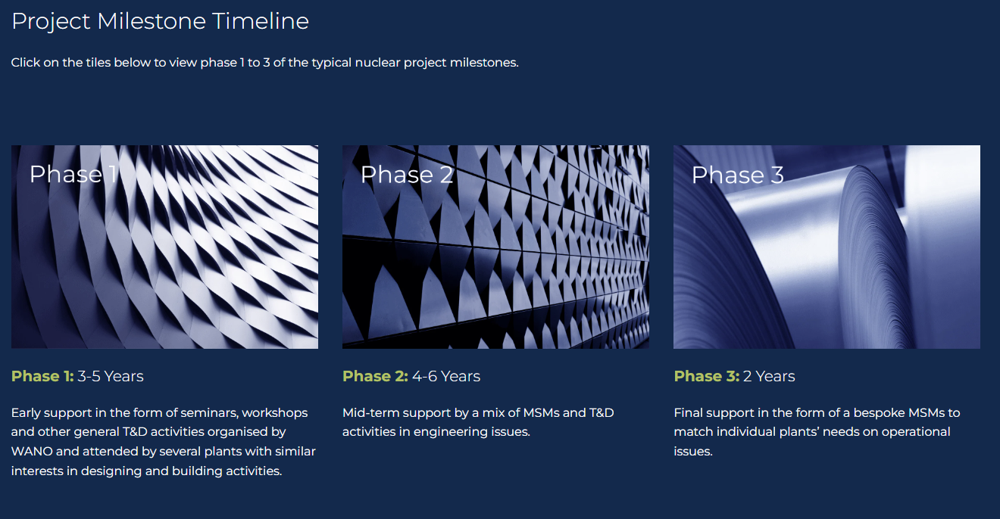 Project Milestone Timeline
Click on the tiles below to view phase 1 to 3 of the typical nuclear project milestones.
Phase 1
Phase 2
Phase 3
Phase 1: 3-5 Years
Early support in the form of seminars, workshops
and other general T&D activities organised by
WANO and attended by several plants with similar
interests in designing and building activities.
Phase 2: 4-6 Years
Mid-term support by a mix of MSMs and T&D
activities in engineering issues.
Phase 3: 2 Years
Final support in the form of a bespoke MSMs to
match individual plants’ needs on operational
issues.